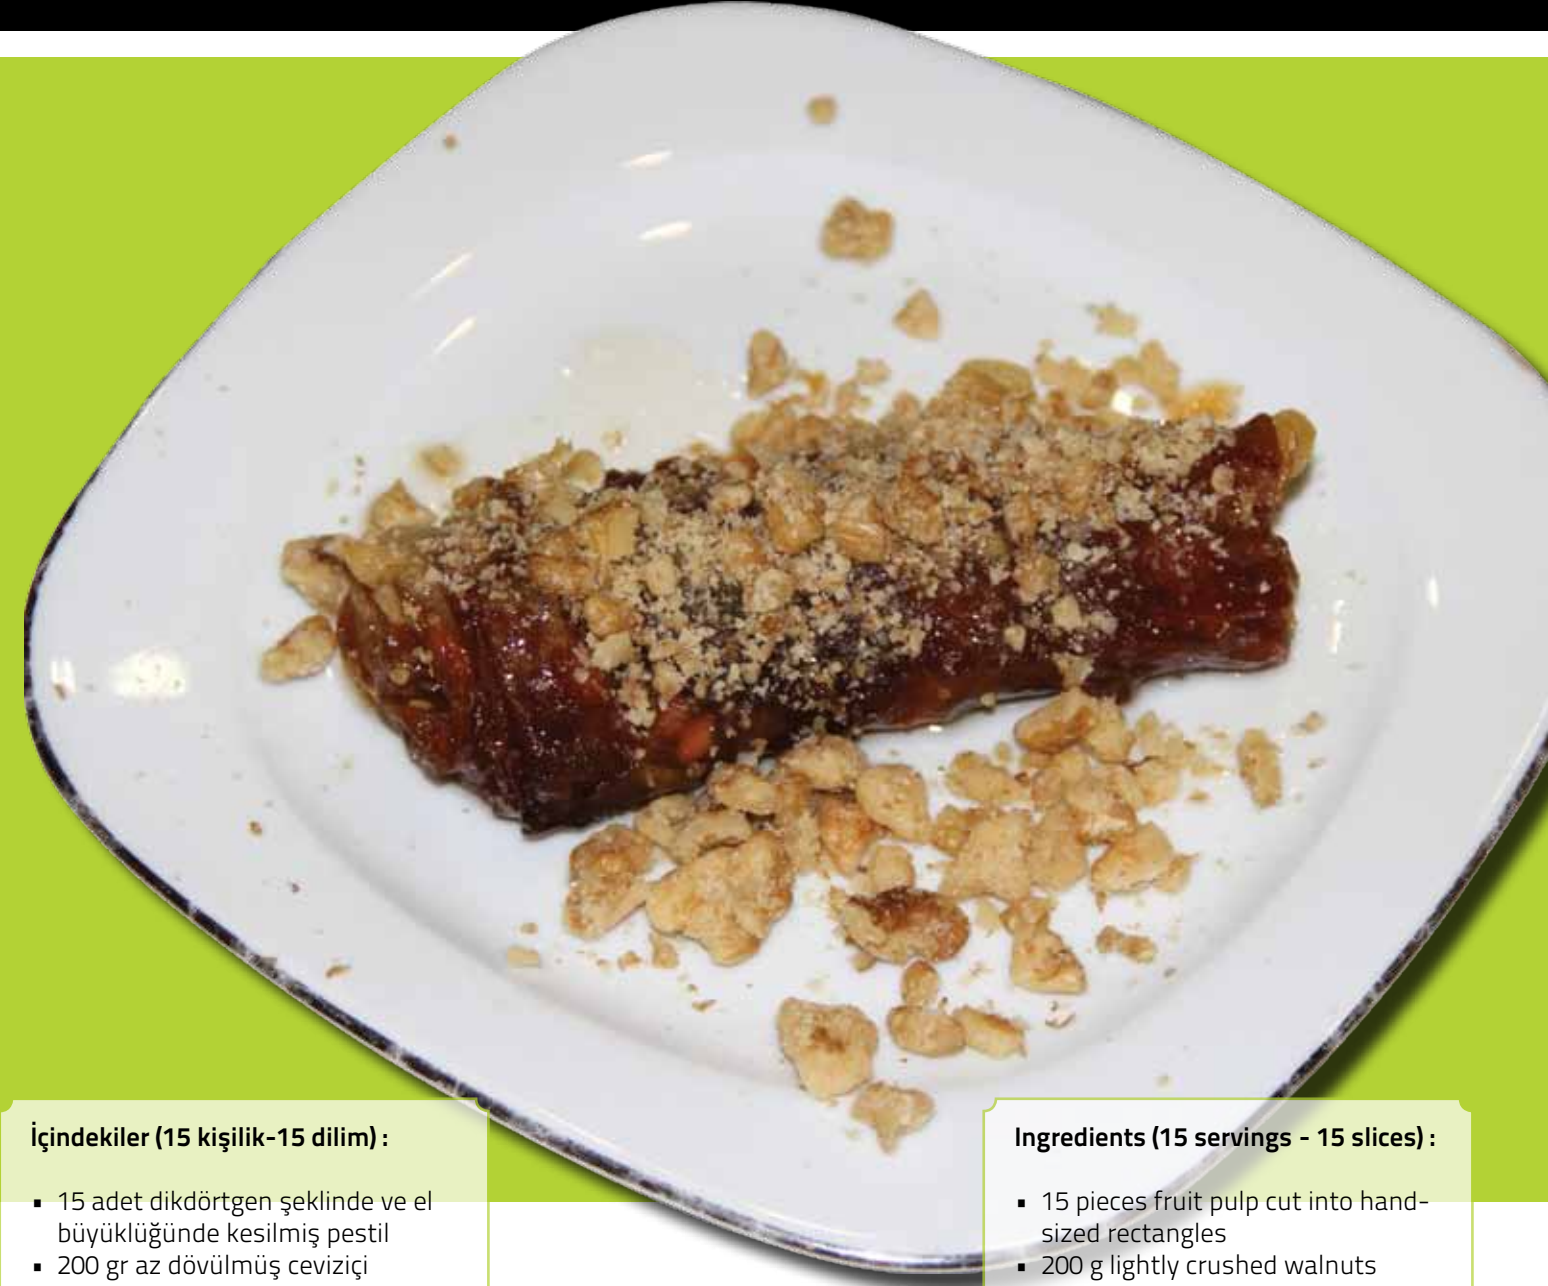 İçindekiler (15 kişilik-15 dilim) :
▪ 15 adet dikdörtgen şeklinde ve el
büyüklüğünde kesilmiş pestil
▪ 200 gr az dövülmüş ceviziçi
Ingredients (15 servings - 15 slices) :
▪ 15 pieces fruit pulp cut into hand-
sized rectangles
▪ 200 g lightly crushed walnuts